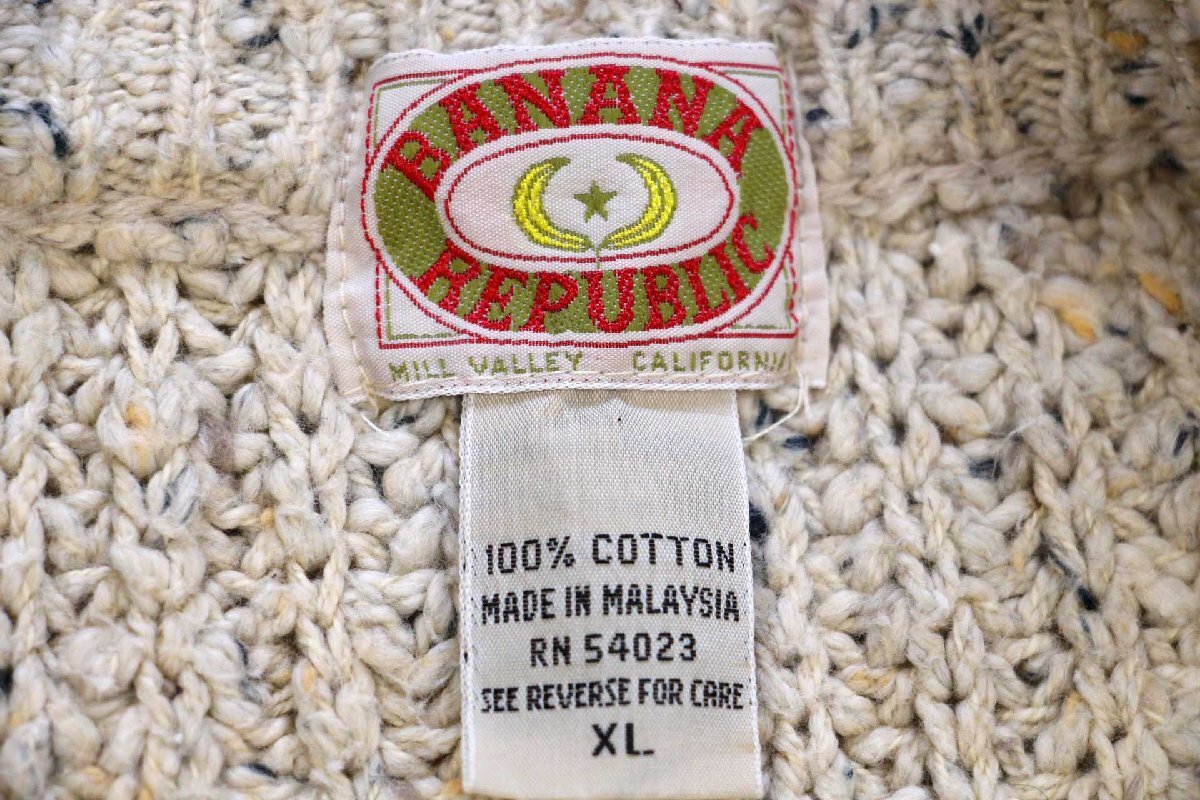 BANANA
REPUBLIC
MILL VALLEY CALIFORNIA
100% COTTON
MADE IN MALAYSIA
RN 54023
SEE REVERSE FOR CARE
XL